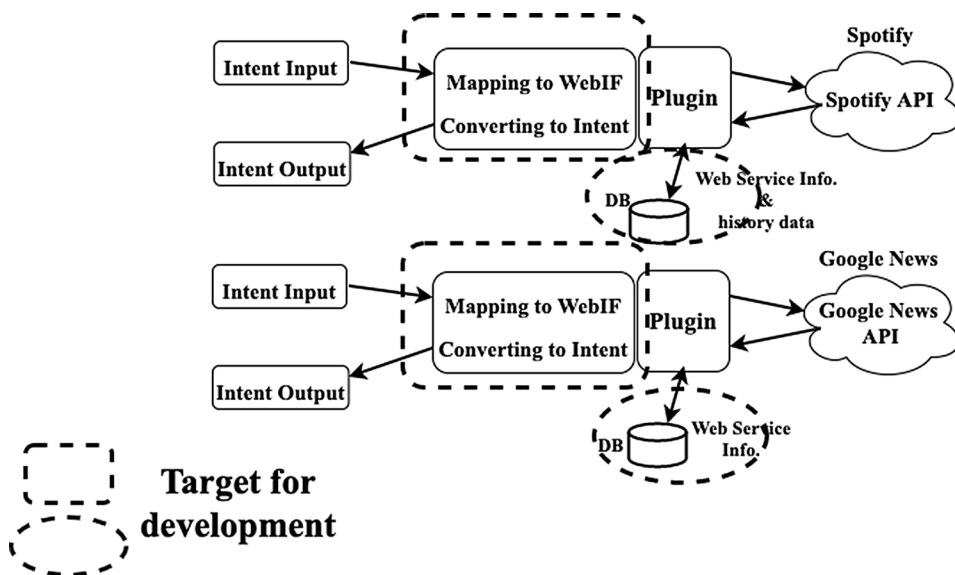 Spotify
Intent Input
Mapping to WebIF
Converting to Intent
Plugin
Spotify API
Intent Output
DB
Web Service Info.
&
history data
Google News
Intent Input
Mapping to WebIF
Converting to Intent
Plugin
Google News
API
Intent Output
DB
Web Service
Info.
Target for
development